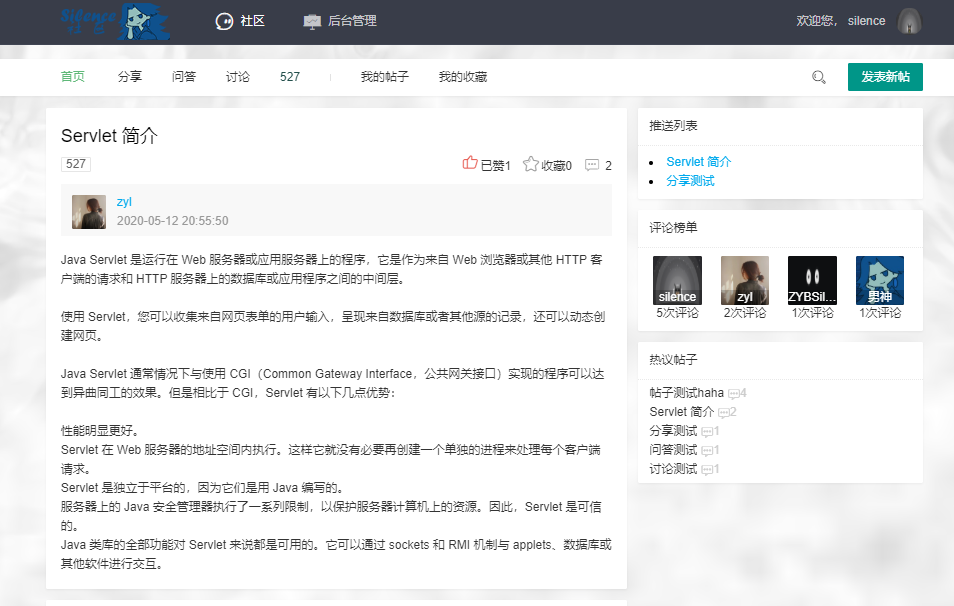 Silence
社区
后台管理
欢迎您, silence
首页
分享
问答
讨论
527
我的帖子
我的收藏
发表新帖
Servlet 简介
527
已赞1
收藏0
2
zyl
2020-05-12 20:55:50
Java Servlet 是运行在 Web 服务器或应用服务器上的程序，它是作为来自 Web 浏览器或其他 HTTP 客
户端的请求和 HTTP 服务器上的数据库或应用程序之间的中间层。
使用 Servlet，您可以收集来自网页表单的用户输入，呈现来自数据库或者其他源的记录，还可以动态创
建网页。
Java Servlet 通常情况下与使用 CGI（Common Gateway Interface，公共网关接口）实现的程序可以达
到异曲同工的效果。但是相比于 CGI，Servlet 有以下几点优势：
性能明显更好。
Servlet 在 Web 服务器的地址空间内执行。这样它就没有必要再创建一个单独的进程来处理每个客户端
请求。
Servlet 是独立于平台的，因为它们是用 Java 编写的。
服务器上的 Java 安全管理器执行了一系列限制，以保护服务器计算机上的资源。因此，Servlet 是可信
的。
Java 类库的全部功能对 Servlet 来说都是可用的。它可以通过 sockets 和 RMI 机制与 applets、数据库或
其他软件进行交互。
推送列表
Servlet 简介
分享测试
评论榜单
silence
zyl
ZYBSil...
男神
5次评论
2次评论
1次评论
1次评论
热议帖子
帖子测试haha 4
Servlet 简介 2
分享测试 1
问答测试 1
讨论测试 1